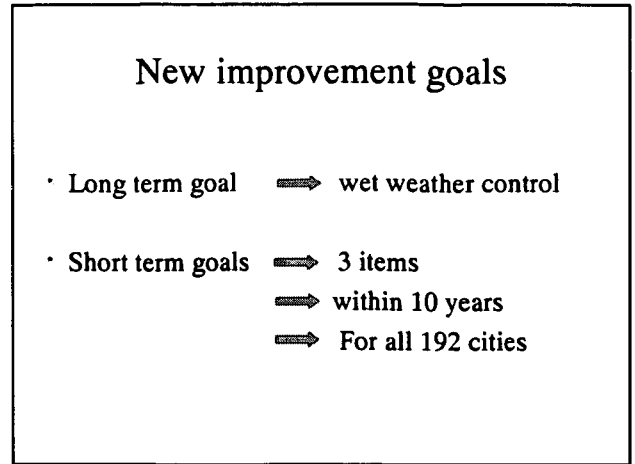 New improvement goals
· Long term goal ⇒ wet weather control
· Short term goals ⇒ 3 items
⇒ within 10 years
⇒ For all 192 cities